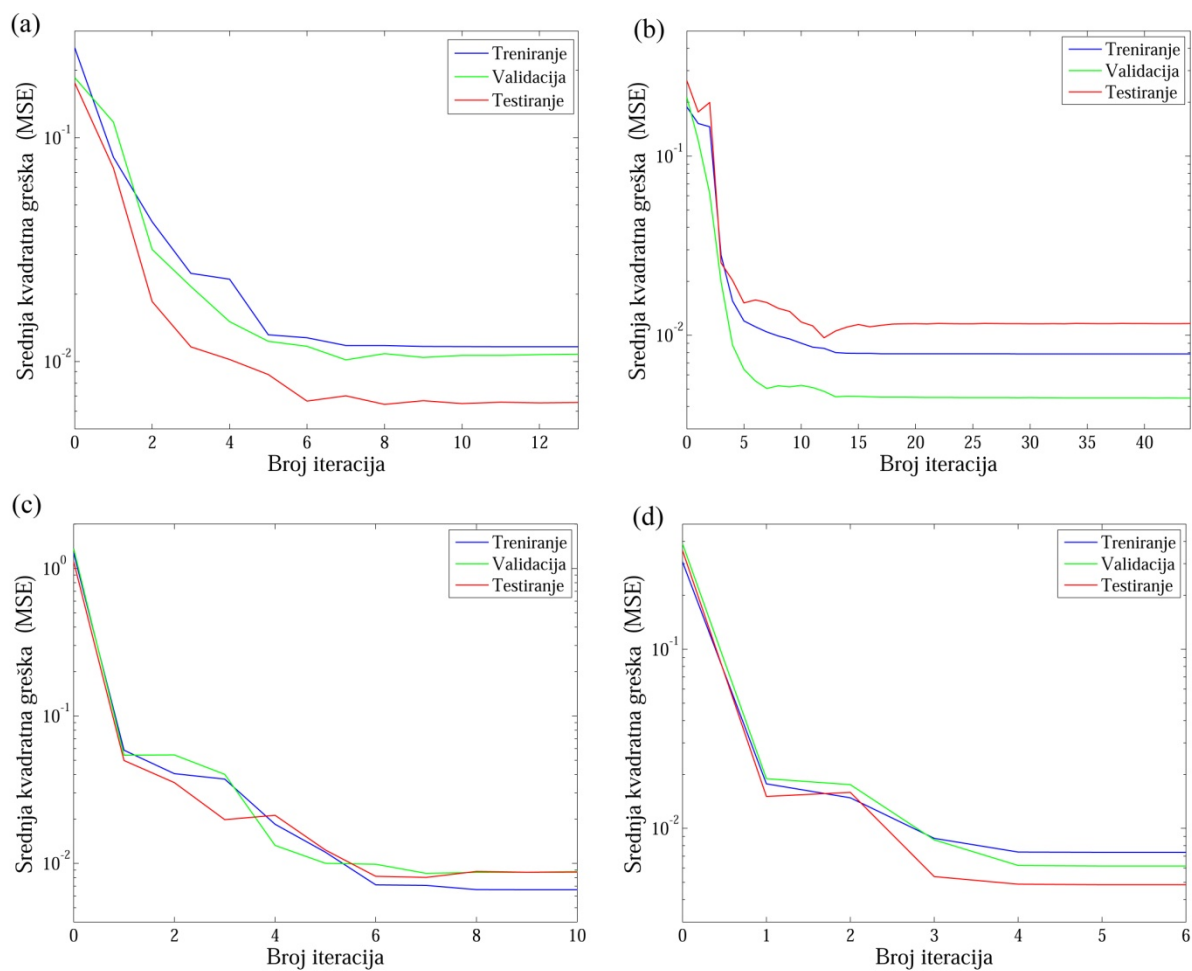 (a)
Treniranje
Validacija
Testiranje
Srednja kvadratna greška (MSE)
10⁻¹
10⁻²
0 2 4 6 8 10 12
Broj iteracija
(b)
Treniranje
Validacija
Testiranje
Srednja kvadratna greška (MSE)
10⁻¹
10⁻²
0 5 10 15 20 25 30 35 40
Broj iteracija
(c)
Treniranje
Validacija
Testiranje
Srednja kvadratna greška (MSE)
10⁰
10⁻¹
10⁻²
0 2 4 6 8 10
Broj iteracija
(d)
Treniranje
Validacija
Testiranje
Srednja kvadratna greška (MSE)
10⁻¹
10⁻²
0 1 2 3 4 5 6
Broj iteracija